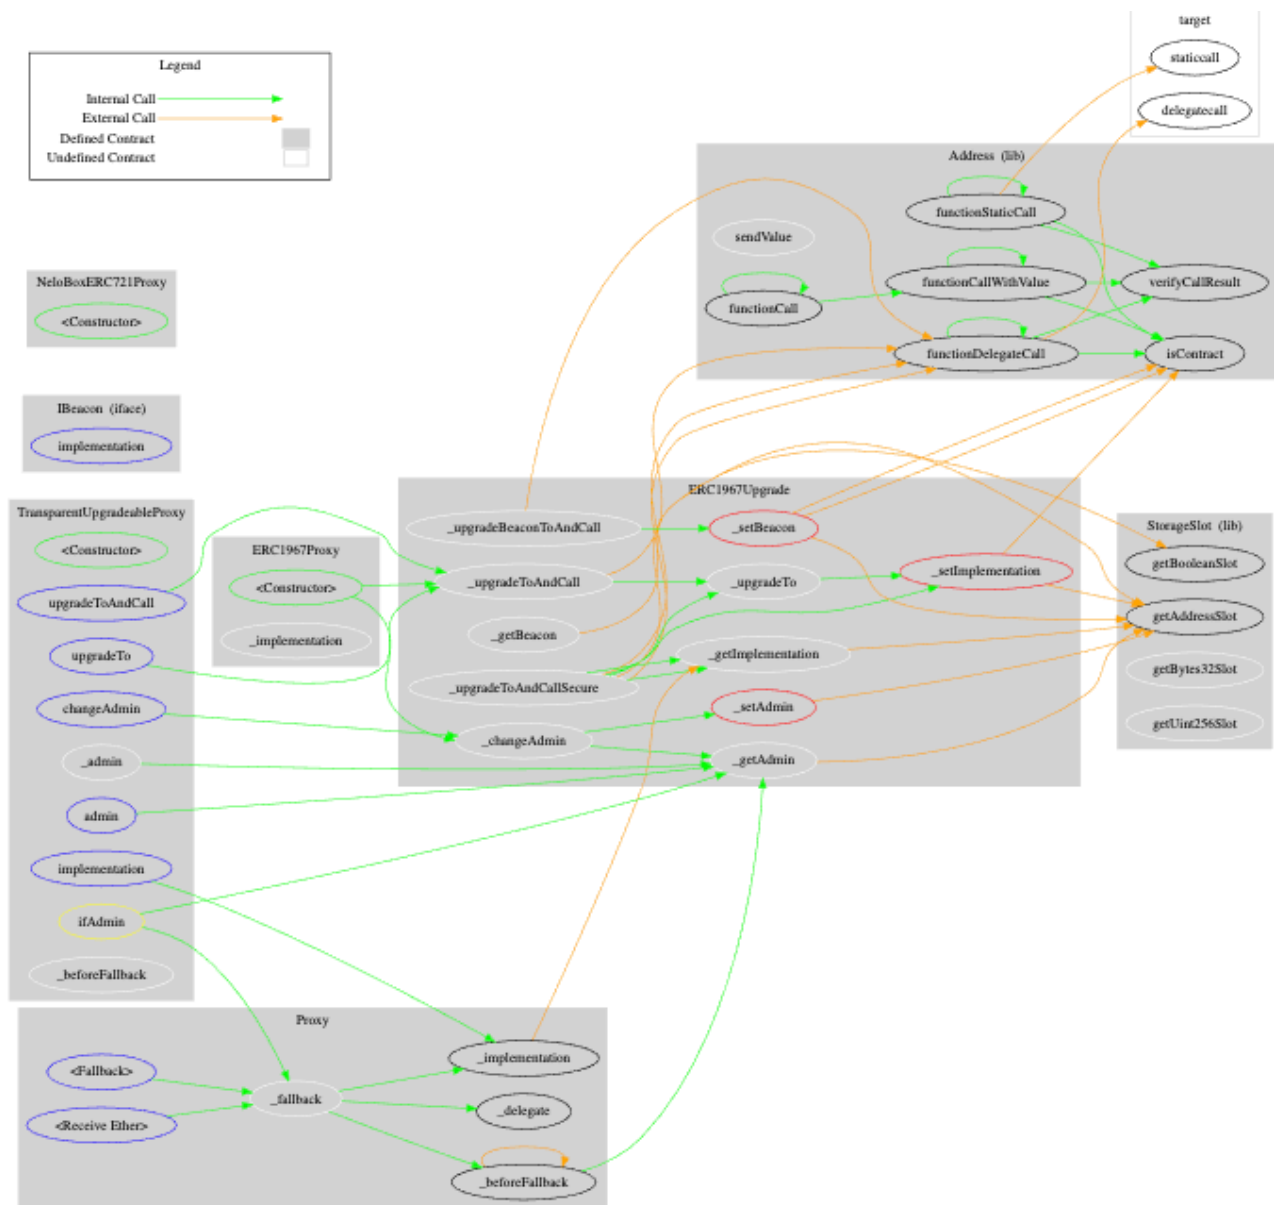 Legend
Internal Call
External Call
Defined Contract
Undefined Contract
target
staticcall
delegatecall
Address (lib)
functionStaticCall
sendValue
functionCallWithValue
verifyCallResult
functionCall
functionDelegateCall
isContract
NeloBoxERC721Proxy
<Constructor>
IBeacon (iface)
implementation
TransparentUpgradeableProxy
<Constructor>
upgradeToAndCall
upgradeTo
changeAdmin
_admin
admin
implementation
ifAdmin
_beforeFallback
ERC1967Proxy
<Constructor>
_implementation
ERC1967Upgrade
_upgradeBeaconToAndCall
_setBeacon
_upgradeToAndCall
_upgradeTo
_setImplementation
_getBeacon
_getImplementation
_upgradeToAndCallSecure
_setAdmin
_changeAdmin
_getAdmin
StorageSlot (lib)
getBooleanSlot
getAddressSlot
getBytes32Slot
getUint256Slot
Proxy
<Fallback>
<Receive Ether>
_fallback
_implementation
_delegate
_beforeFallback